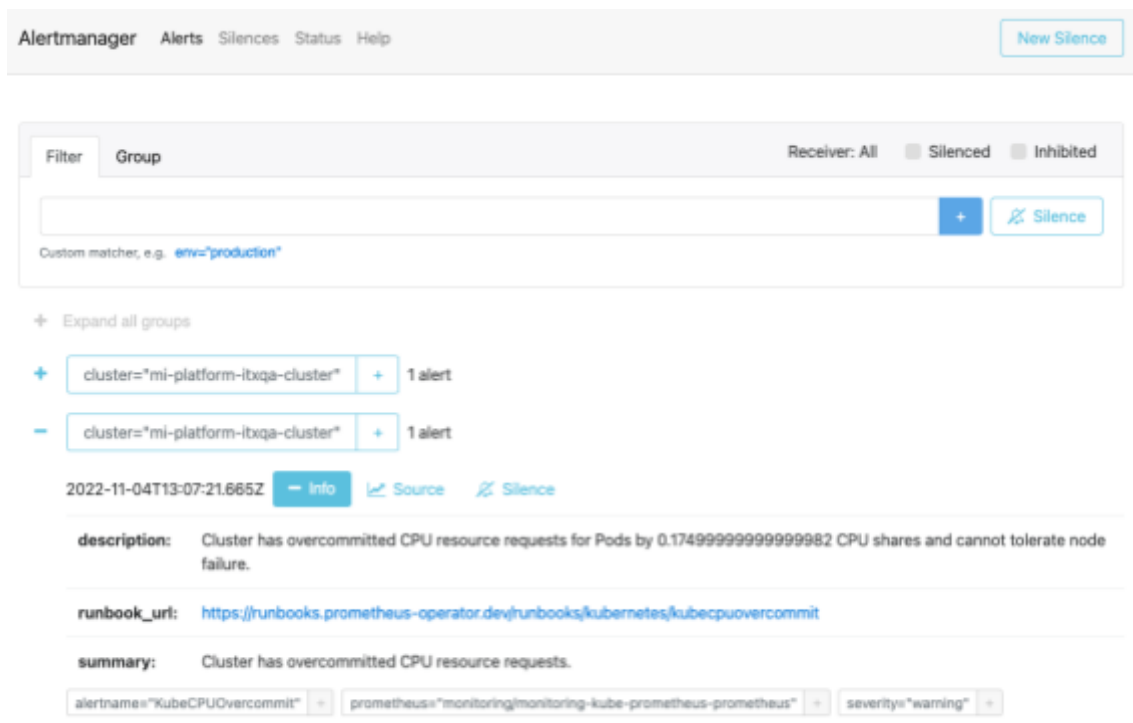 Alertmanager Alerts Silences Status Help New Silence
Filter Group Receiver: All Silenced Inhibited
+ Silence
Custom matcher, e.g. env="production"
+ Expand all groups
+ cluster="mi-platform-itxqa-cluster" + 1 alert
− cluster="mi-platform-itxqa-cluster" + 1 alert
2022-11-04T13:07:21.665Z − Info Source Silence
description: Cluster has overcommitted CPU resource requests for Pods by 0.17499999999999982 CPU shares and cannot tolerate node
failure.
runbook_url: https://runbooks.prometheus-operator.dev/runbooks/kubernetes/kubecpuovercommit
summary: Cluster has overcommitted CPU resource requests.
alertname="KubeCPUOvercommit" + prometheus="monitoring/monitoring-kube-prometheus-prometheus" + severity="warning" +